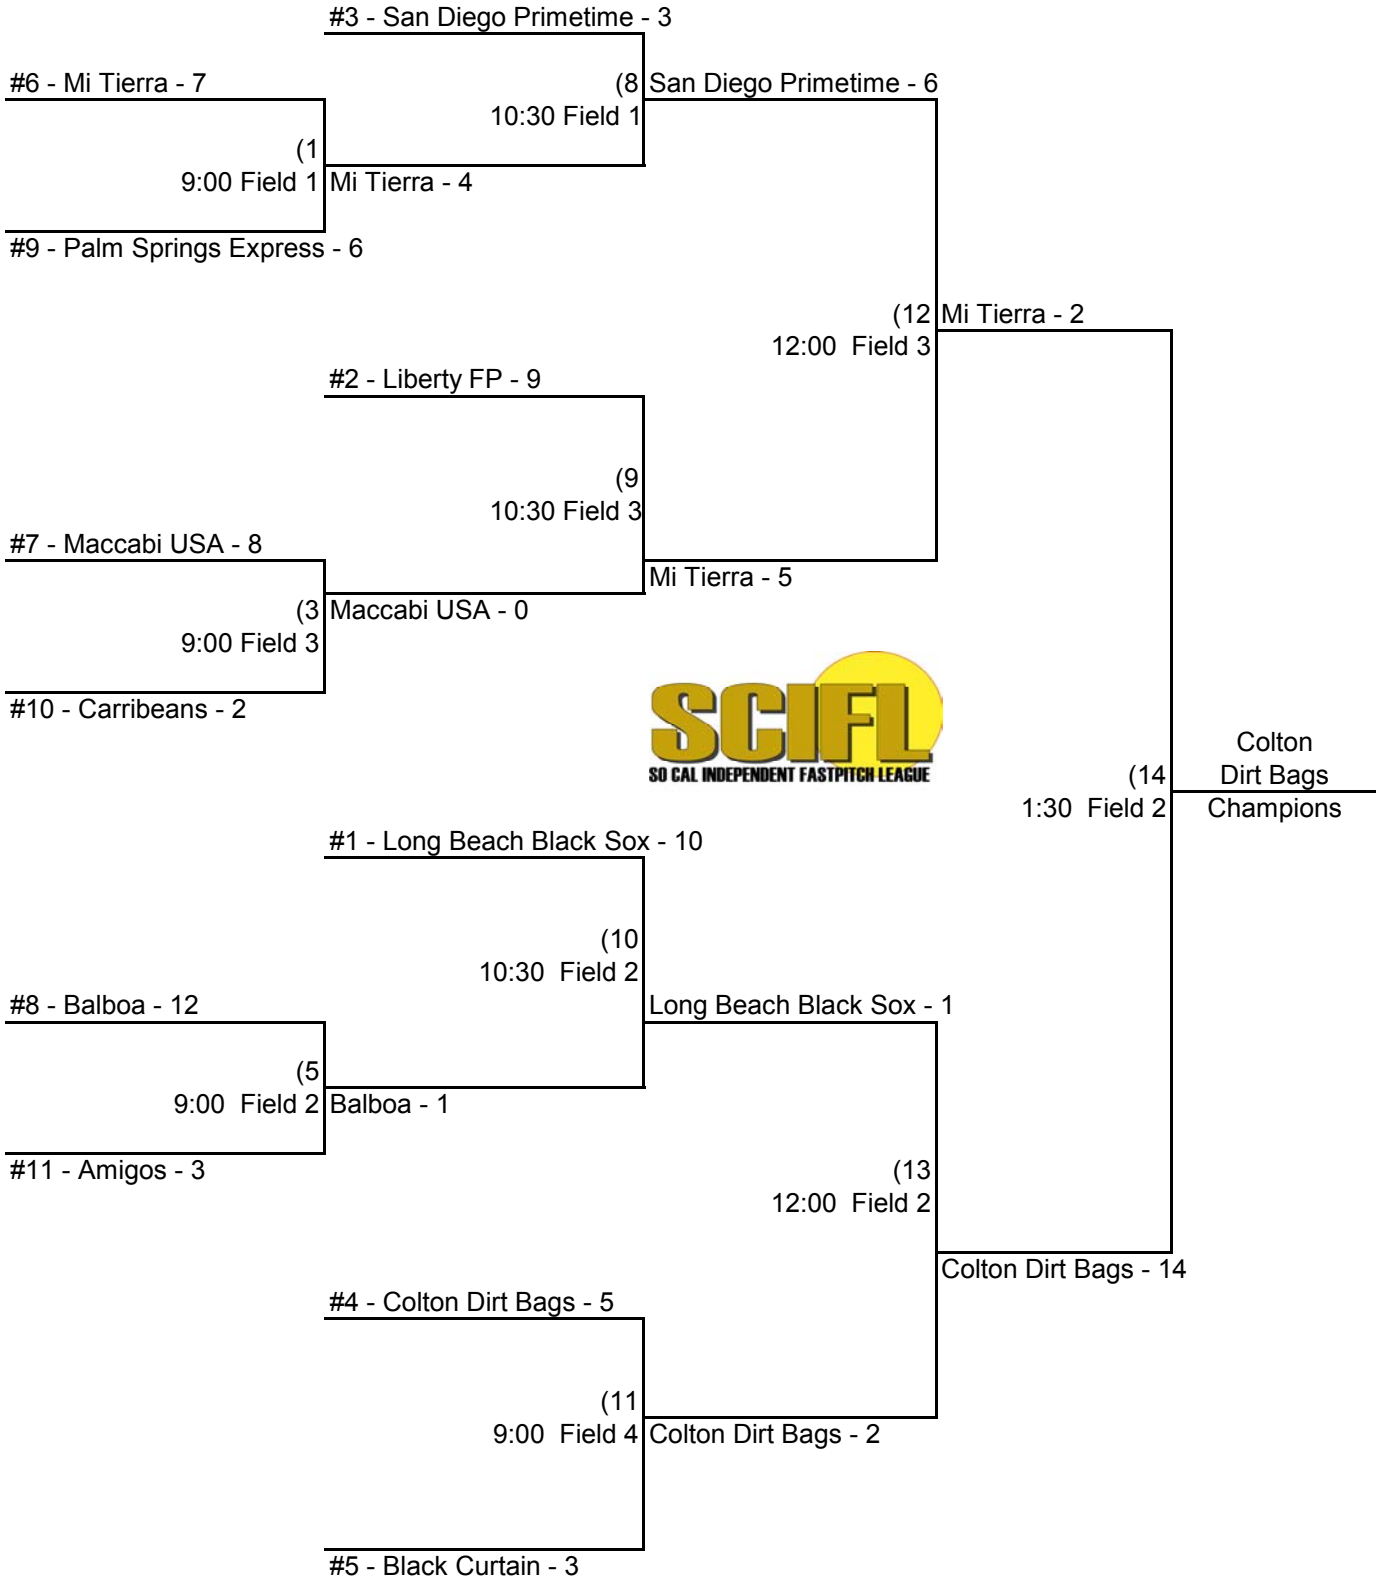 #3 - San Diego Primetime - 3
#6 - Mi Tierra - 7
(8 San Diego Primetime - 6
10:30 Field 1
(1
9:00 Field 1 Mi Tierra - 4
#9 - Palm Springs Express - 6
(12 Mi Tierra - 2
12:00 Field 3
#2 - Liberty FP - 9
(9
10:30 Field 3
#7 - Maccabi USA - 8
Mi Tierra - 5
(3 Maccabi USA - 0
9:00 Field 3
#10 - Carribeans - 2
SCIFL
SO CAL INDEPENDENT FASTPITCH LEAGUE
Colton
(14 Dirt Bags
1:30 Field 2 Champions
#1 - Long Beach Black Sox - 10
(10
10:30 Field 2
#8 - Balboa - 12
Long Beach Black Sox - 1
(5
9:00 Field 2 Balboa - 1
#11 - Amigos - 3
(13
12:00 Field 2
Colton Dirt Bags - 14
#4 - Colton Dirt Bags - 5
(11
9:00 Field 4 Colton Dirt Bags - 2
#5 - Black Curtain - 3